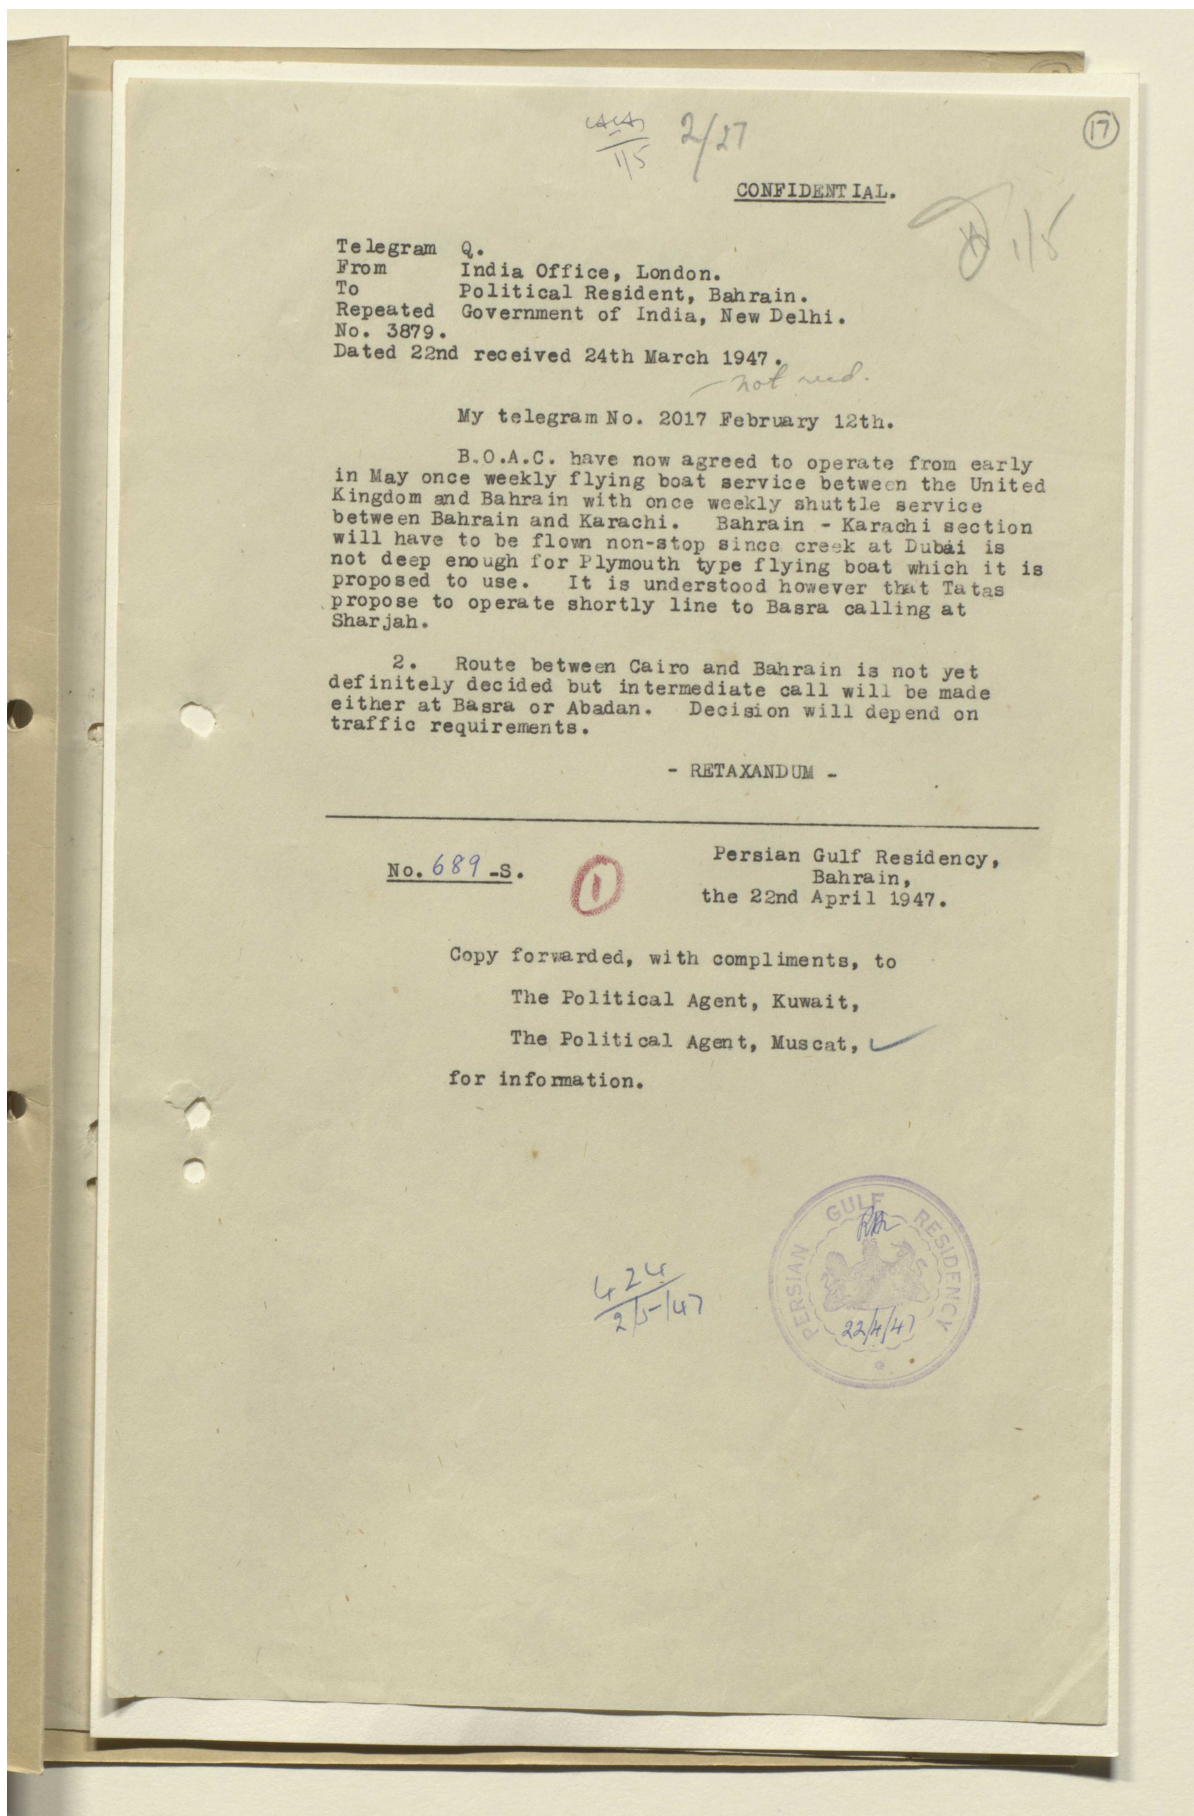 2/27
1/5
17
CONFIDENTIAL.
1/5
Telegram Q.
From India Office, London.
To Political Resident, Bahrain.
Repeated Government of India, New Delhi.
No. 3879.
Dated 22nd received 24th March 1947.
not recd.
My telegram No. 2017 February 12th.
B.O.A.C. have now agreed to operate from early
in May once weekly flying boat service between the United
Kingdom and Bahrain with once weekly shuttle service
between Bahrain and Karachi. Bahrain - Karachi section
will have to be flown non-stop since creek at Dubai is
not deep enough for Plymouth type flying boat which it is
proposed to use. It is understood however that Tatas
propose to operate shortly line to Basra calling at
Sharjah.
2. Route between Cairo and Bahrain is not yet
definitely decided but intermediate call will be made
either at Basra or Abadan. Decision will depend on
traffic requirements.
- RETAXANDUM -
No. 689 -S.
1
Persian Gulf Residency,
Bahrain,
the 22nd April 1947.
Copy forwarded, with compliments, to
The Political Agent, Kuwait,
The Political Agent, Muscat,
for information.
PERSIAN GULF RESIDENCY
22/4/47
424
2/5/47